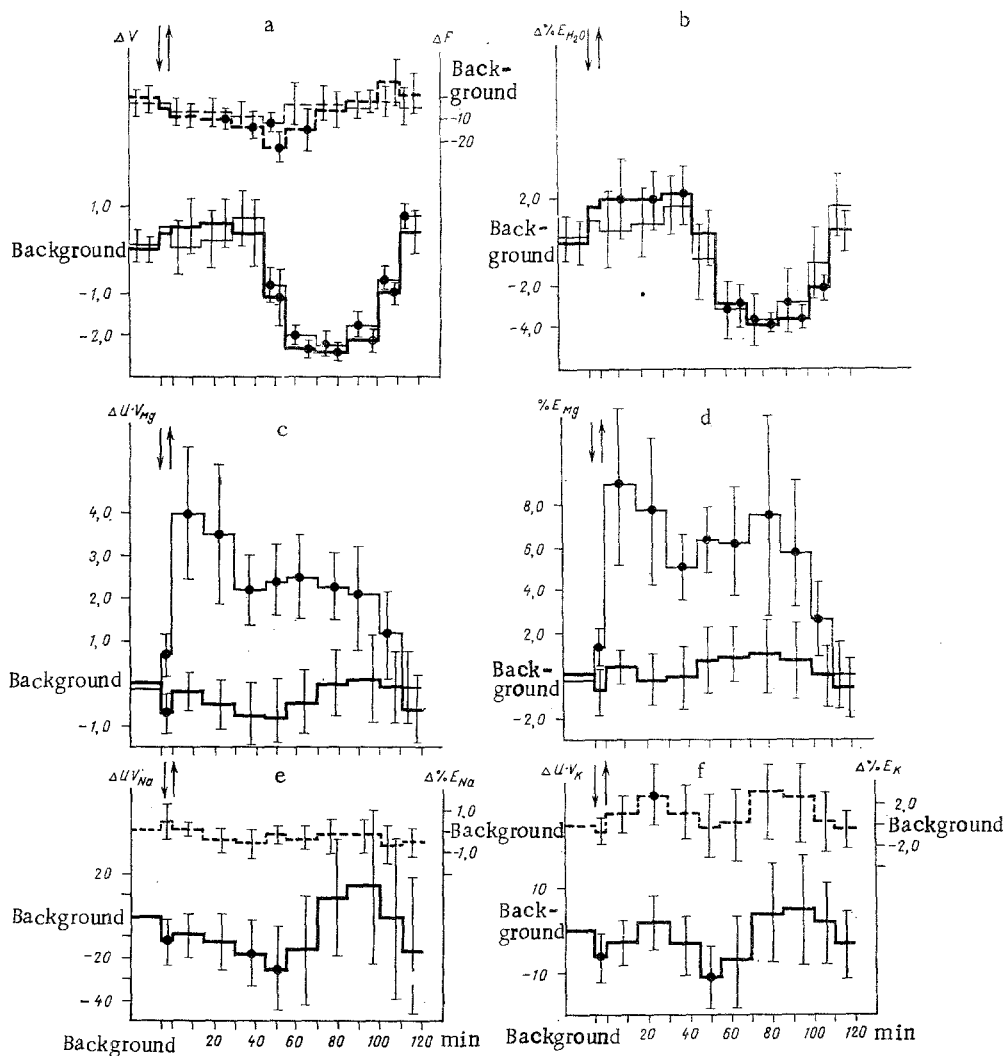 a
ΔV
ΔF
Back-
ground
-10
-20
1,0
Background
-1,0
-2,0
b
Δ% E_H₂O
2,0
Back-
ground
-2,0
-4,0
c
ΔU·V_Mg
4,0
3,0
2,0
1,0
Background
-1,0
d
% E_Mg
8,0
6,0
4,0
2,0
Back-
ground
-2,0
e
ΔUV_Na
Δ% E_Na
1,0
Background
-1,0
20
Background
-20
-40
Background
20 40 60 80 100 120 min
f
ΔU·V_K
Δ% E_K
2,0
Background
-2,0
10
Back-
ground
-10
Background
20 40 60 80 100 120 min